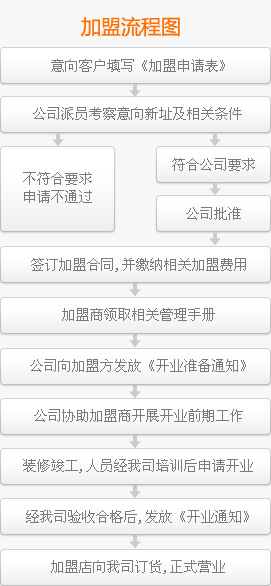 加盟流程图
意向客户填写《加盟申请表》
公司派员考察意向新址及相关条件
不符合要求
申请不通过
符合公司要求
公司批准
签订加盟合同,并缴纳相关加盟费用
加盟商领取相关管理手册
公司向加盟方发放《开业准备通知》
公司协助加盟商开展开业前期工作
装修竣工,人员经我司培训后申请开业
经我司验收合格后,发放《开业通知》
加盟店向我司订货,正式营业